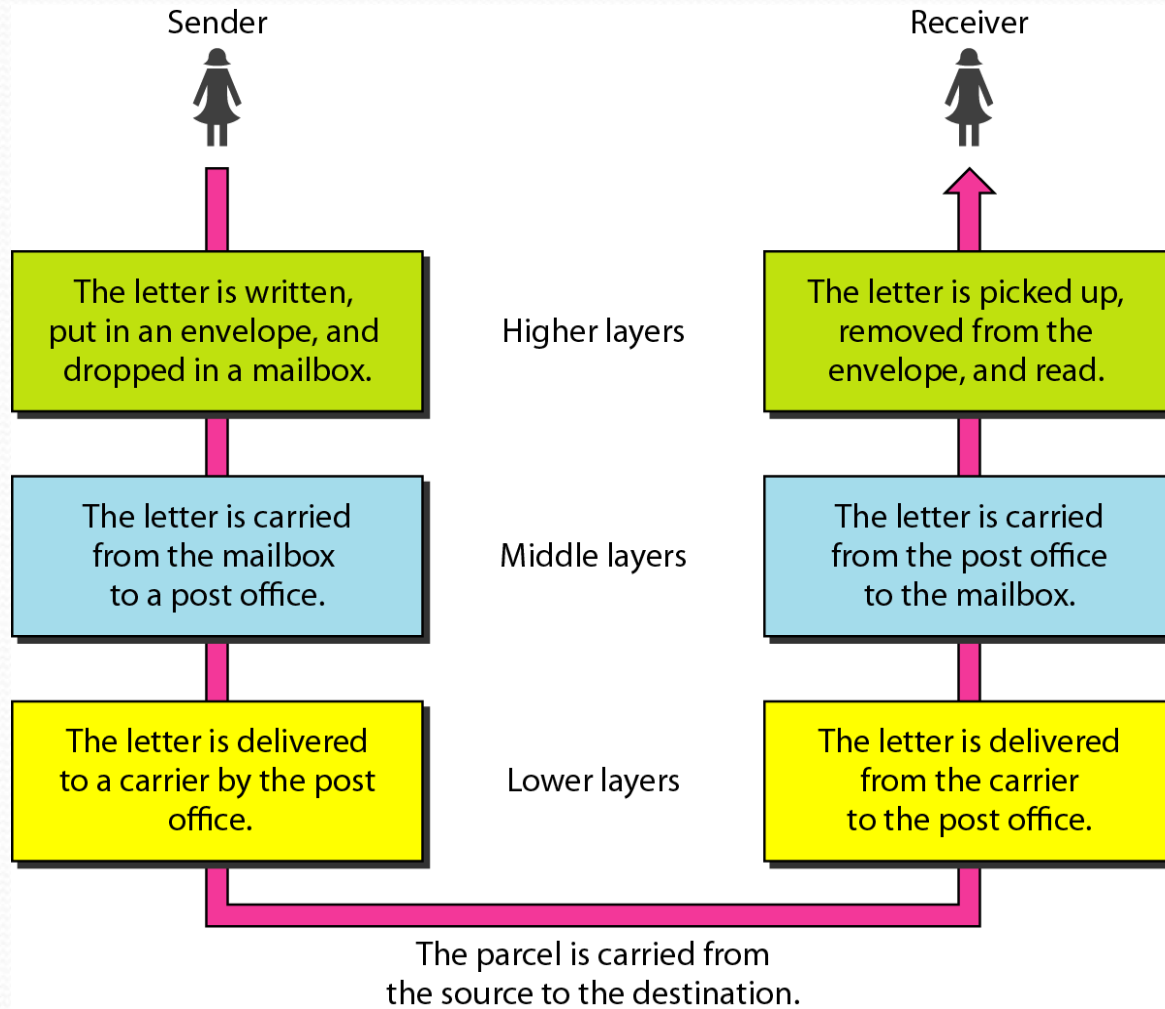 Sender
Receiver
The letter is written,
put in an envelope, and
dropped in a mailbox.
Higher layers
The letter is picked up,
removed from the
envelope, and read.
The letter is carried
from the mailbox
to a post office.
Middle layers
The letter is carried
from the post office
to the mailbox.
The letter is delivered
to a carrier by the post
office.
Lower layers
The letter is delivered
from the carrier
to the post office.
The parcel is carried from
the source to the destination.